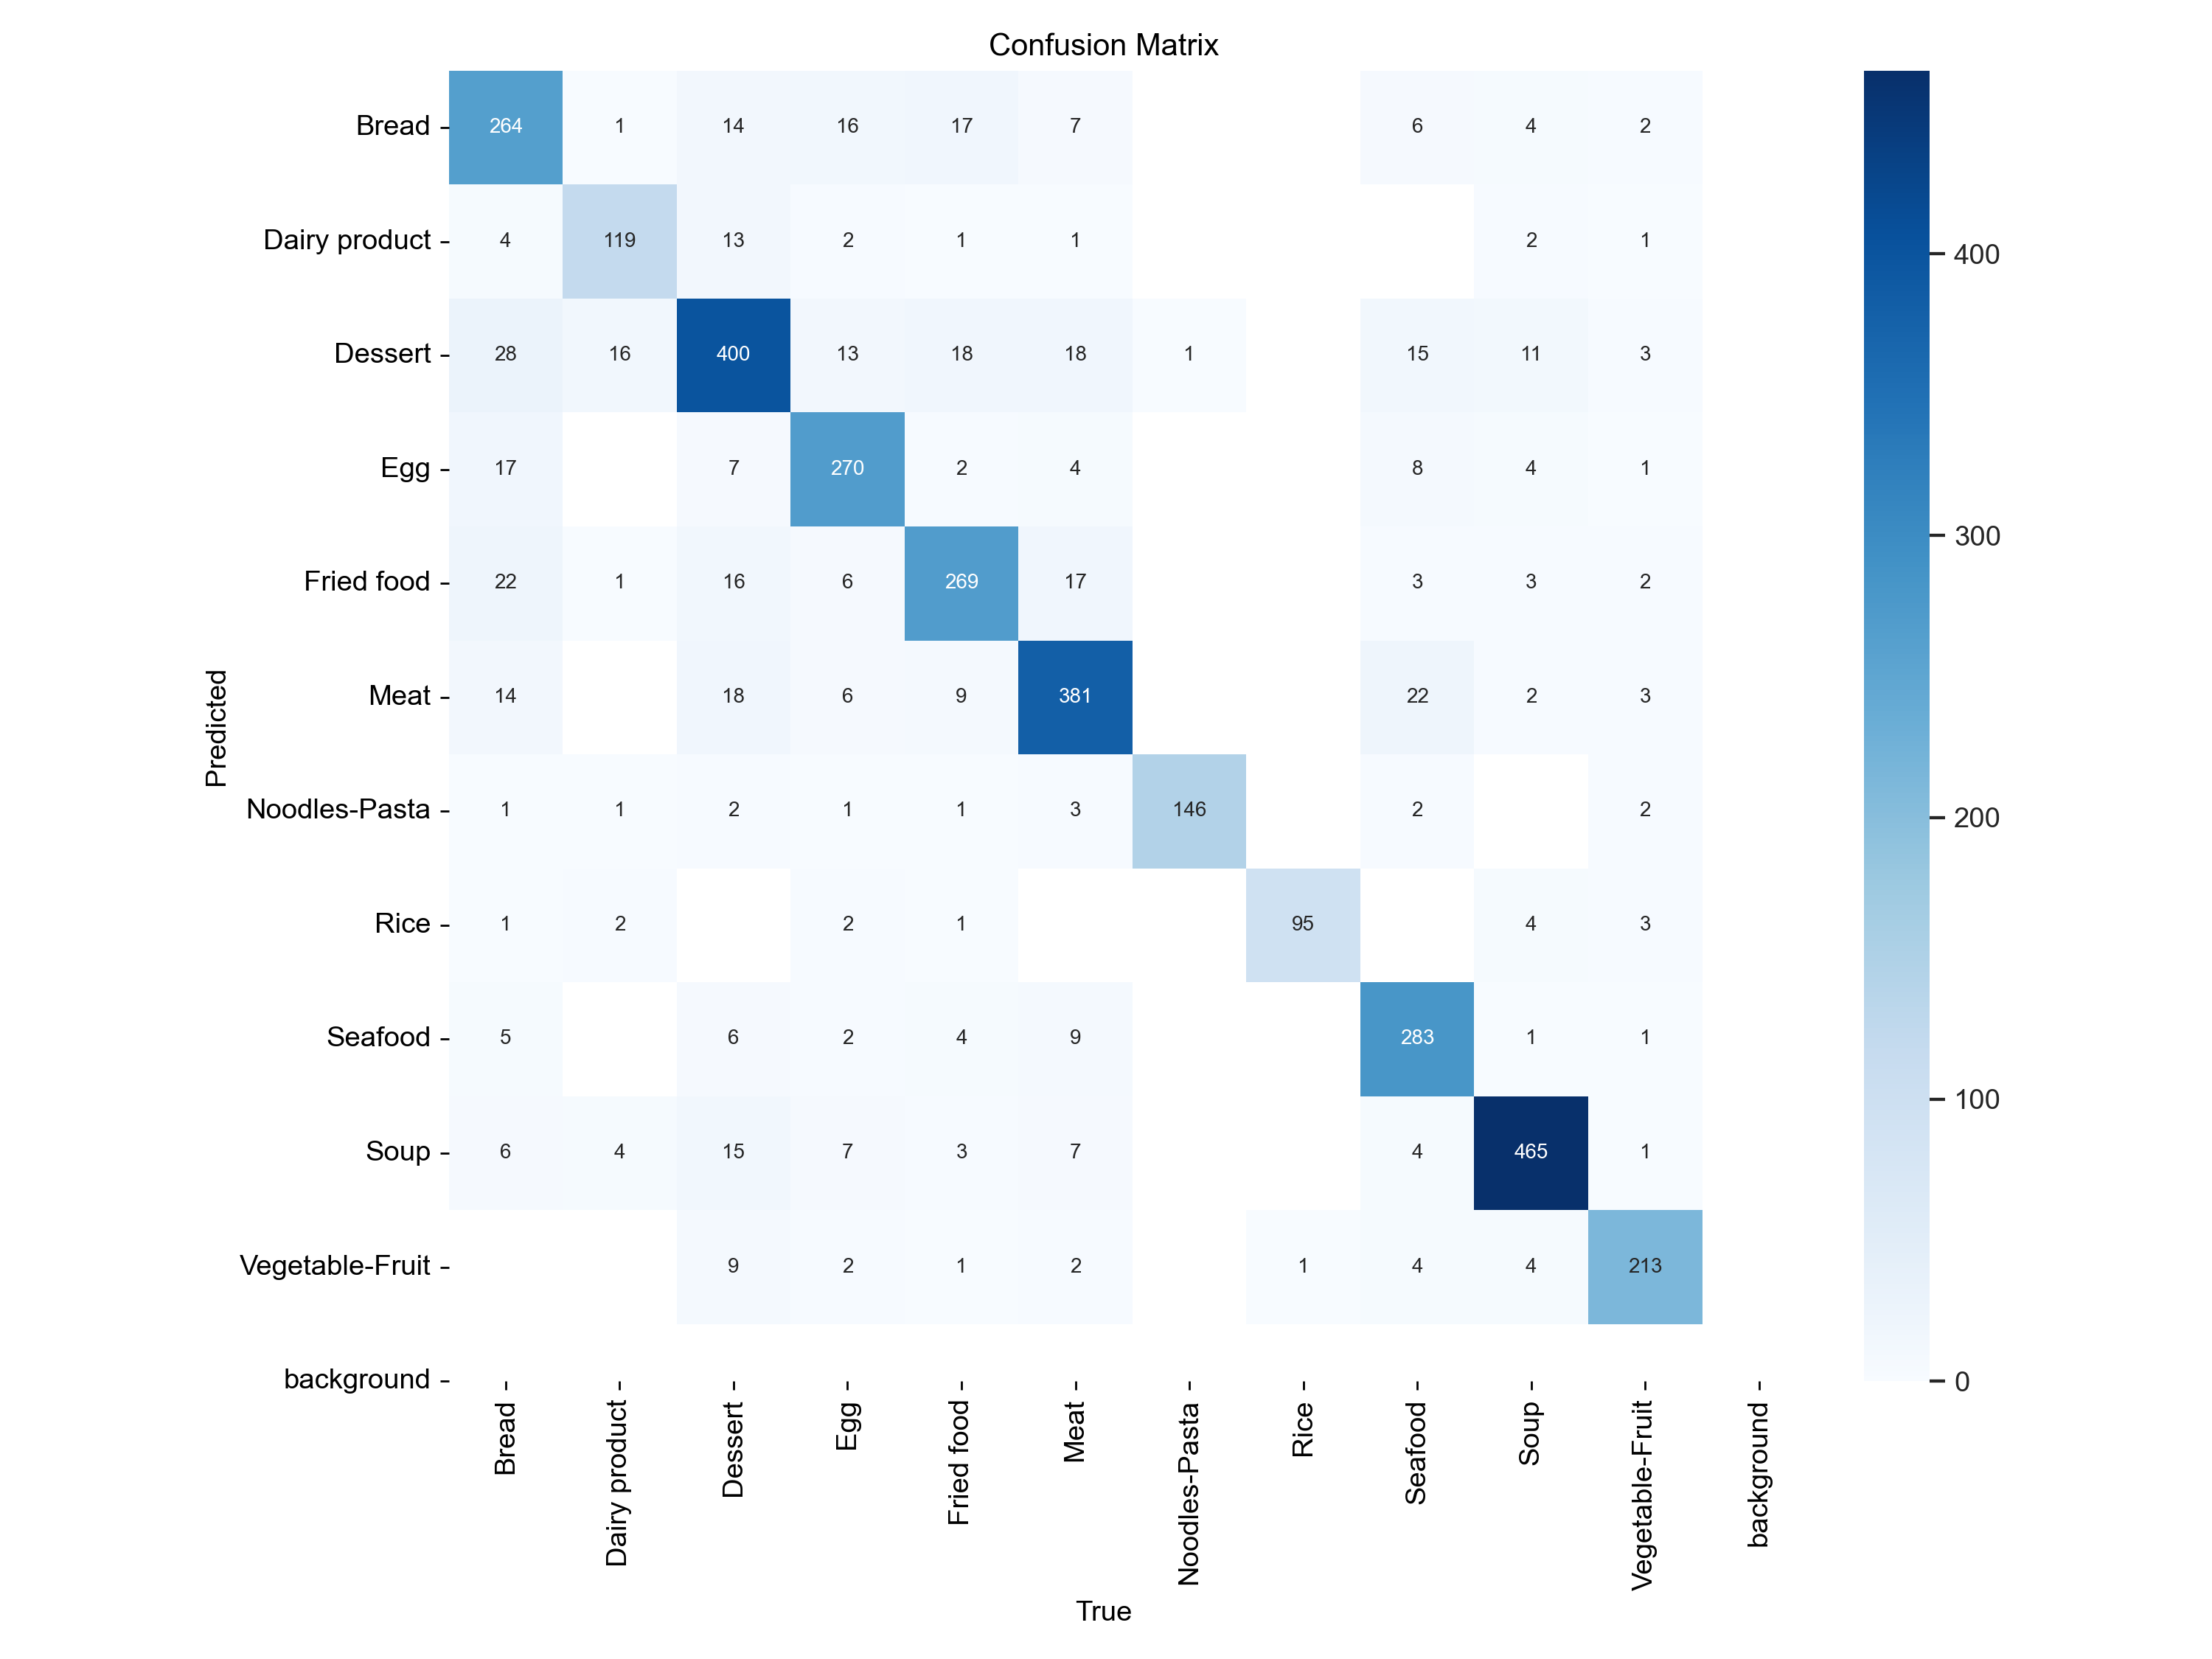 Confusion Matrix
Bread 264 1 14 16 17 7 6 4 2
Dairy product 4 119 13 2 1 1 2 1
Dessert 28 16 400 13 18 18 1 15 11 3
Egg 17 7 270 2 4 8 4 1
Fried food 22 1 16 6 269 17 3 3 2
Meat 14 18 6 9 381 22 2 3
Noodles-Pasta 1 1 2 1 1 3 146 2 2
Rice 1 2 2 1 95 4 3
Seafood 5 6 2 4 9 283 1 1
Soup 6 4 15 7 3 7 4 465 1
Vegetable-Fruit 9 2 1 2 1 4 4 213
background
Predicted
Bread
Dairy product
Dessert
Egg
Fried food
Meat
Noodles-Pasta
Rice
Seafood
Soup
Vegetable-Fruit
background
True
400
300
200
100
0